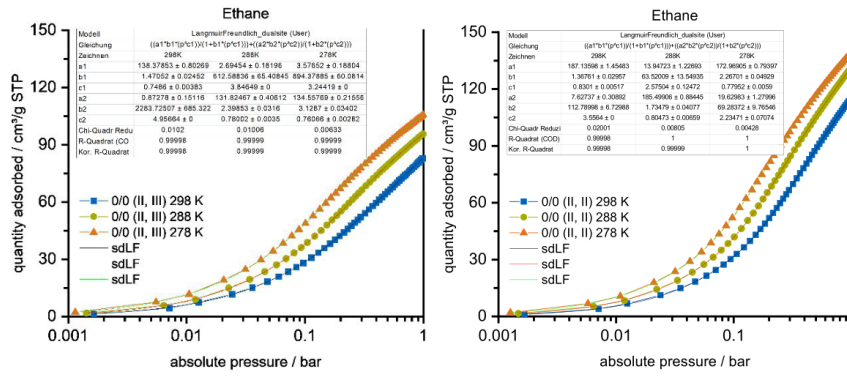 Ethane
Modell LangmuirFreundlich_dualsite (User)
Gleichung ((a1*b1*(p^c1))/(1+b1*(p^c1)))+((a2*b2*(p^c2))/(1+b2*(p^c2)))
Zeichnen 298K 288K 278K
a1 138.37853 ± 0.80269 2.69454 ± 0.18196 3.57652 ± 0.18804
b1 1.47052 ± 0.02452 612.58836 ± 65.40845 894.37885 ± 60.0814
c1 0.7486 ± 0.00383 3.84649 ± 0 3.24419 ± 0
a2 0.87278 ± 0.15116 131.82467 ± 0.40612 134.55769 ± 0.21556
b2 2283.72507 ± 685.322 2.39853 ± 0.0316 3.1287 ± 0.03402
c2 4.95664 ± 0 0.78002 ± 0.0035 0.76066 ± 0.00282
Chi-Quadr Redu 0.0102 0.01006 0.00633
R-Quadrat (CO 0.99998 0.99999 0.99999
Kor. R-Quadrat 0.99998 0.99999 0.99999
150
120
90
60
30
0
quantity adsorbed / cm³/g STP
0/0 (II, III) 298 K
0/0 (II, III) 288 K
0/0 (II, III) 278 K
sdLF
sdLF
sdLF
0.001 0.01 0.1 1
absolute pressure / bar
Ethane
Modell LangmuirFreundlich_dualsite (User)
Gleichung ((a1*b1*(p^c1))/(1+b1*(p^c1)))+((a2*b2*(p^c2))/(1+b2*(p^c2)))
Zeichnen 298K 288K 278K
a1 187.13598 ± 1.45483 13.94723 ± 1.22693 172.96905 ± 0.79397
b1 1.36761 ± 0.02957 63.52009 ± 13.54935 2.26701 ± 0.04929
c1 0.8301 ± 0.00517 2.57504 ± 0.12472 0.77952 ± 0.0059
a2 7.62737 ± 0.30892 185.49906 ± 0.89445 19.62983 ± 1.27996
b2 112.78998 ± 6.72988 1.73479 ± 0.04077 69.28372 ± 9.76546
c2 3.5564 ± 0 0.80473 ± 0.00659 2.23471 ± 0.07074
Chi-Quadr Reduzi 0.02001 0.00805 0.00428
R-Quadrat (COD) 0.99998 1 1
Kor. R-Quadrat 0.99998 0.99999 1
150
120
90
60
30
0
quantity adsorbed / cm³/g STP
0/0 (II, II) 298 K
0/0 (II, II) 288 K
0/0 (II, II) 278 K
sdLF
sdLF
sdLF
0.01 0.1
absolute pressure / bar